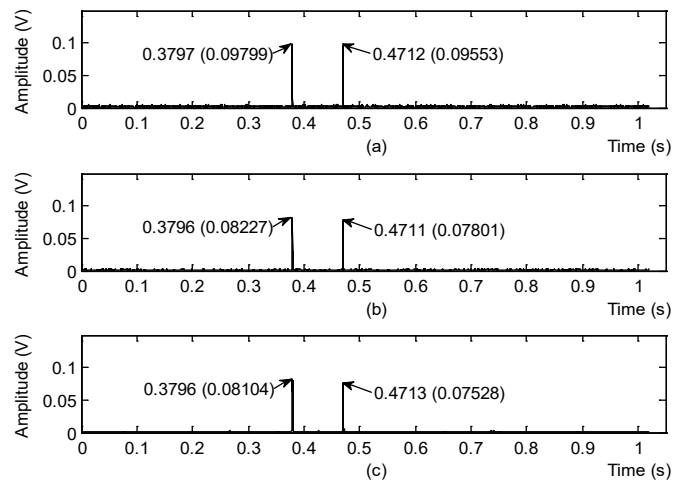 Amplitude (V)
0.1
0.05
0
0.3797 (0.09799)
0.4712 (0.09553)
0 0.1 0.2 0.3 0.4 0.5 0.6 0.7 0.8 0.9 1
(a)
Time (s)
Amplitude (V)
0.1
0.05
0
0.3796 (0.08227)
0.4711 (0.07801)
0 0.1 0.2 0.3 0.4 0.5 0.6 0.7 0.8 0.9 1
(b)
Time (s)
Amplitude (V)
0.1
0.05
0
0.3796 (0.08104)
0.4713 (0.07528)
0 0.1 0.2 0.3 0.4 0.5 0.6 0.7 0.8 0.9 1
(c)
Time (s)